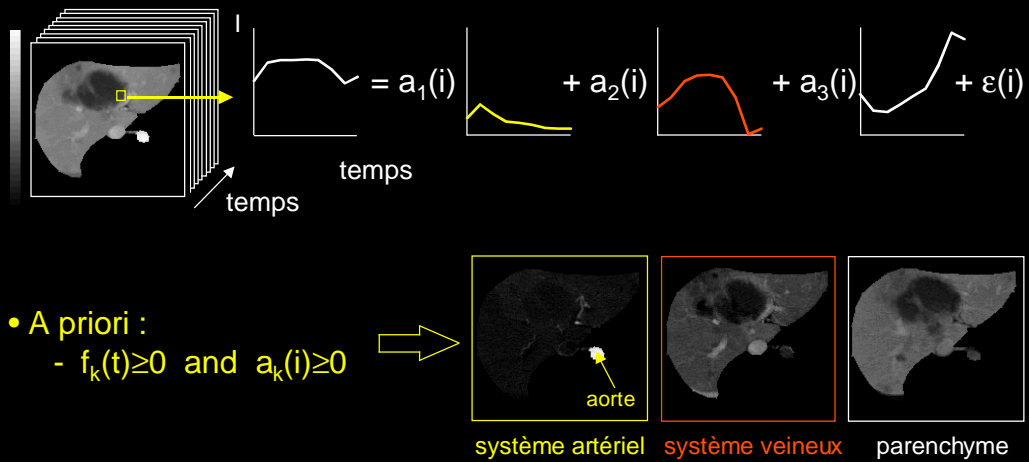 I
= a₁(i) + a₂(i) + a₃(i) + ε(i)
temps
temps
• A priori :
- fₖ(t)≥0 and aₖ(i)≥0
aorte
système artériel système veineux parenchyme